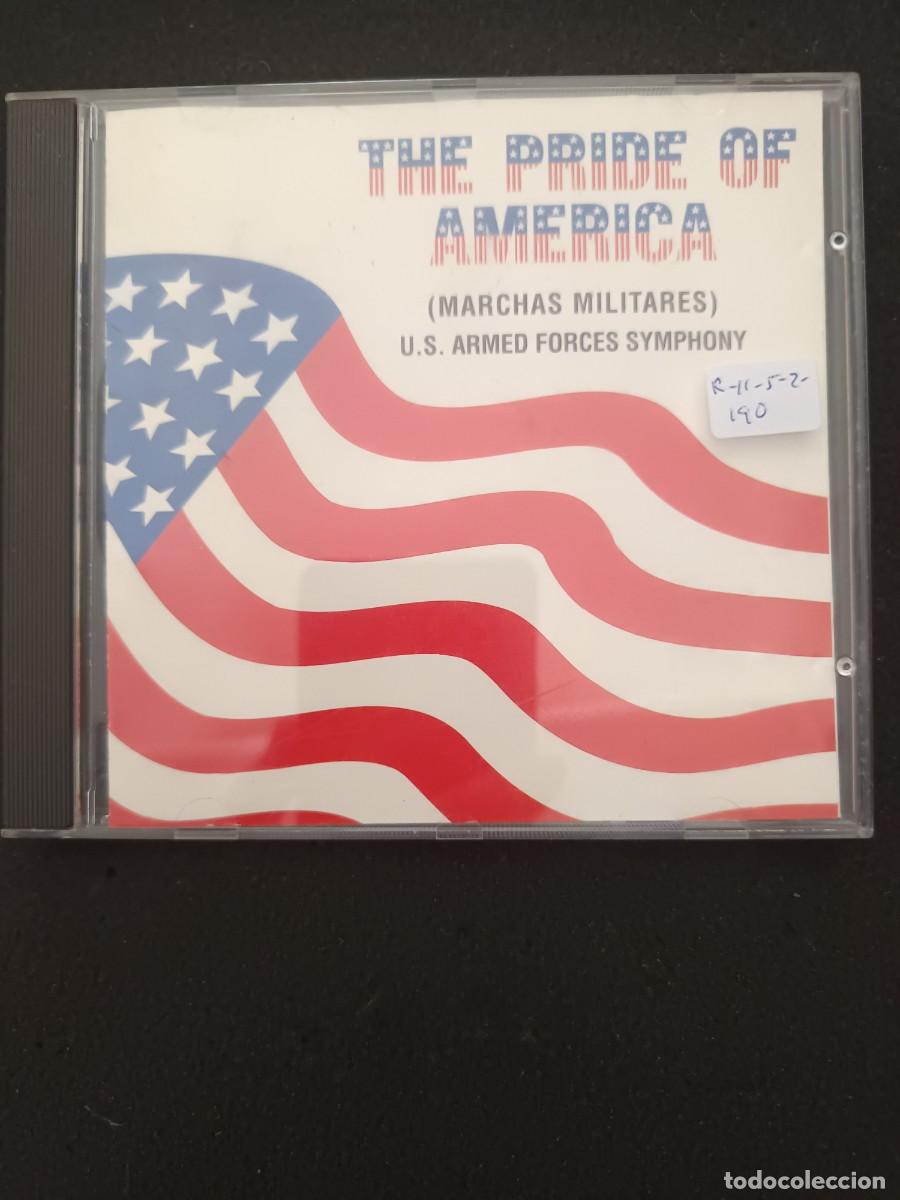 THE PRIDE OF
AMERICA
(MARCHAS MILITARES)
U.S. ARMED FORCES SYMPHONY
R-11-5-2-
190
todocoleccion